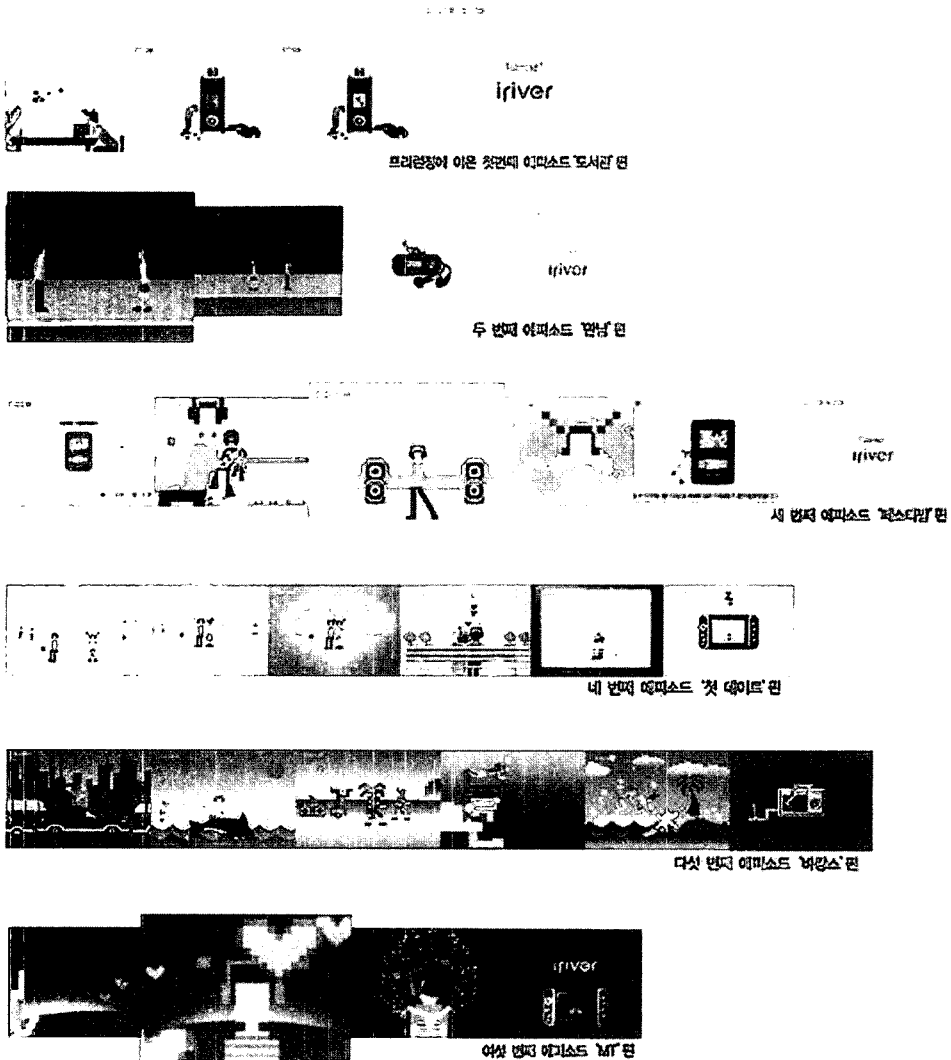 iriver
프리런칭에 이은 첫번째 에피소드 '도서관' 편
iriver
두 번째 에피소드 '만남' 편
iriver
세 번째 에피소드 '페스티벌' 편
네 번째 에피소드 '첫 데이트' 편
다섯 번째 에피소드 '바캉스' 편
iriver
여섯 번째 에피소드 'MT' 편